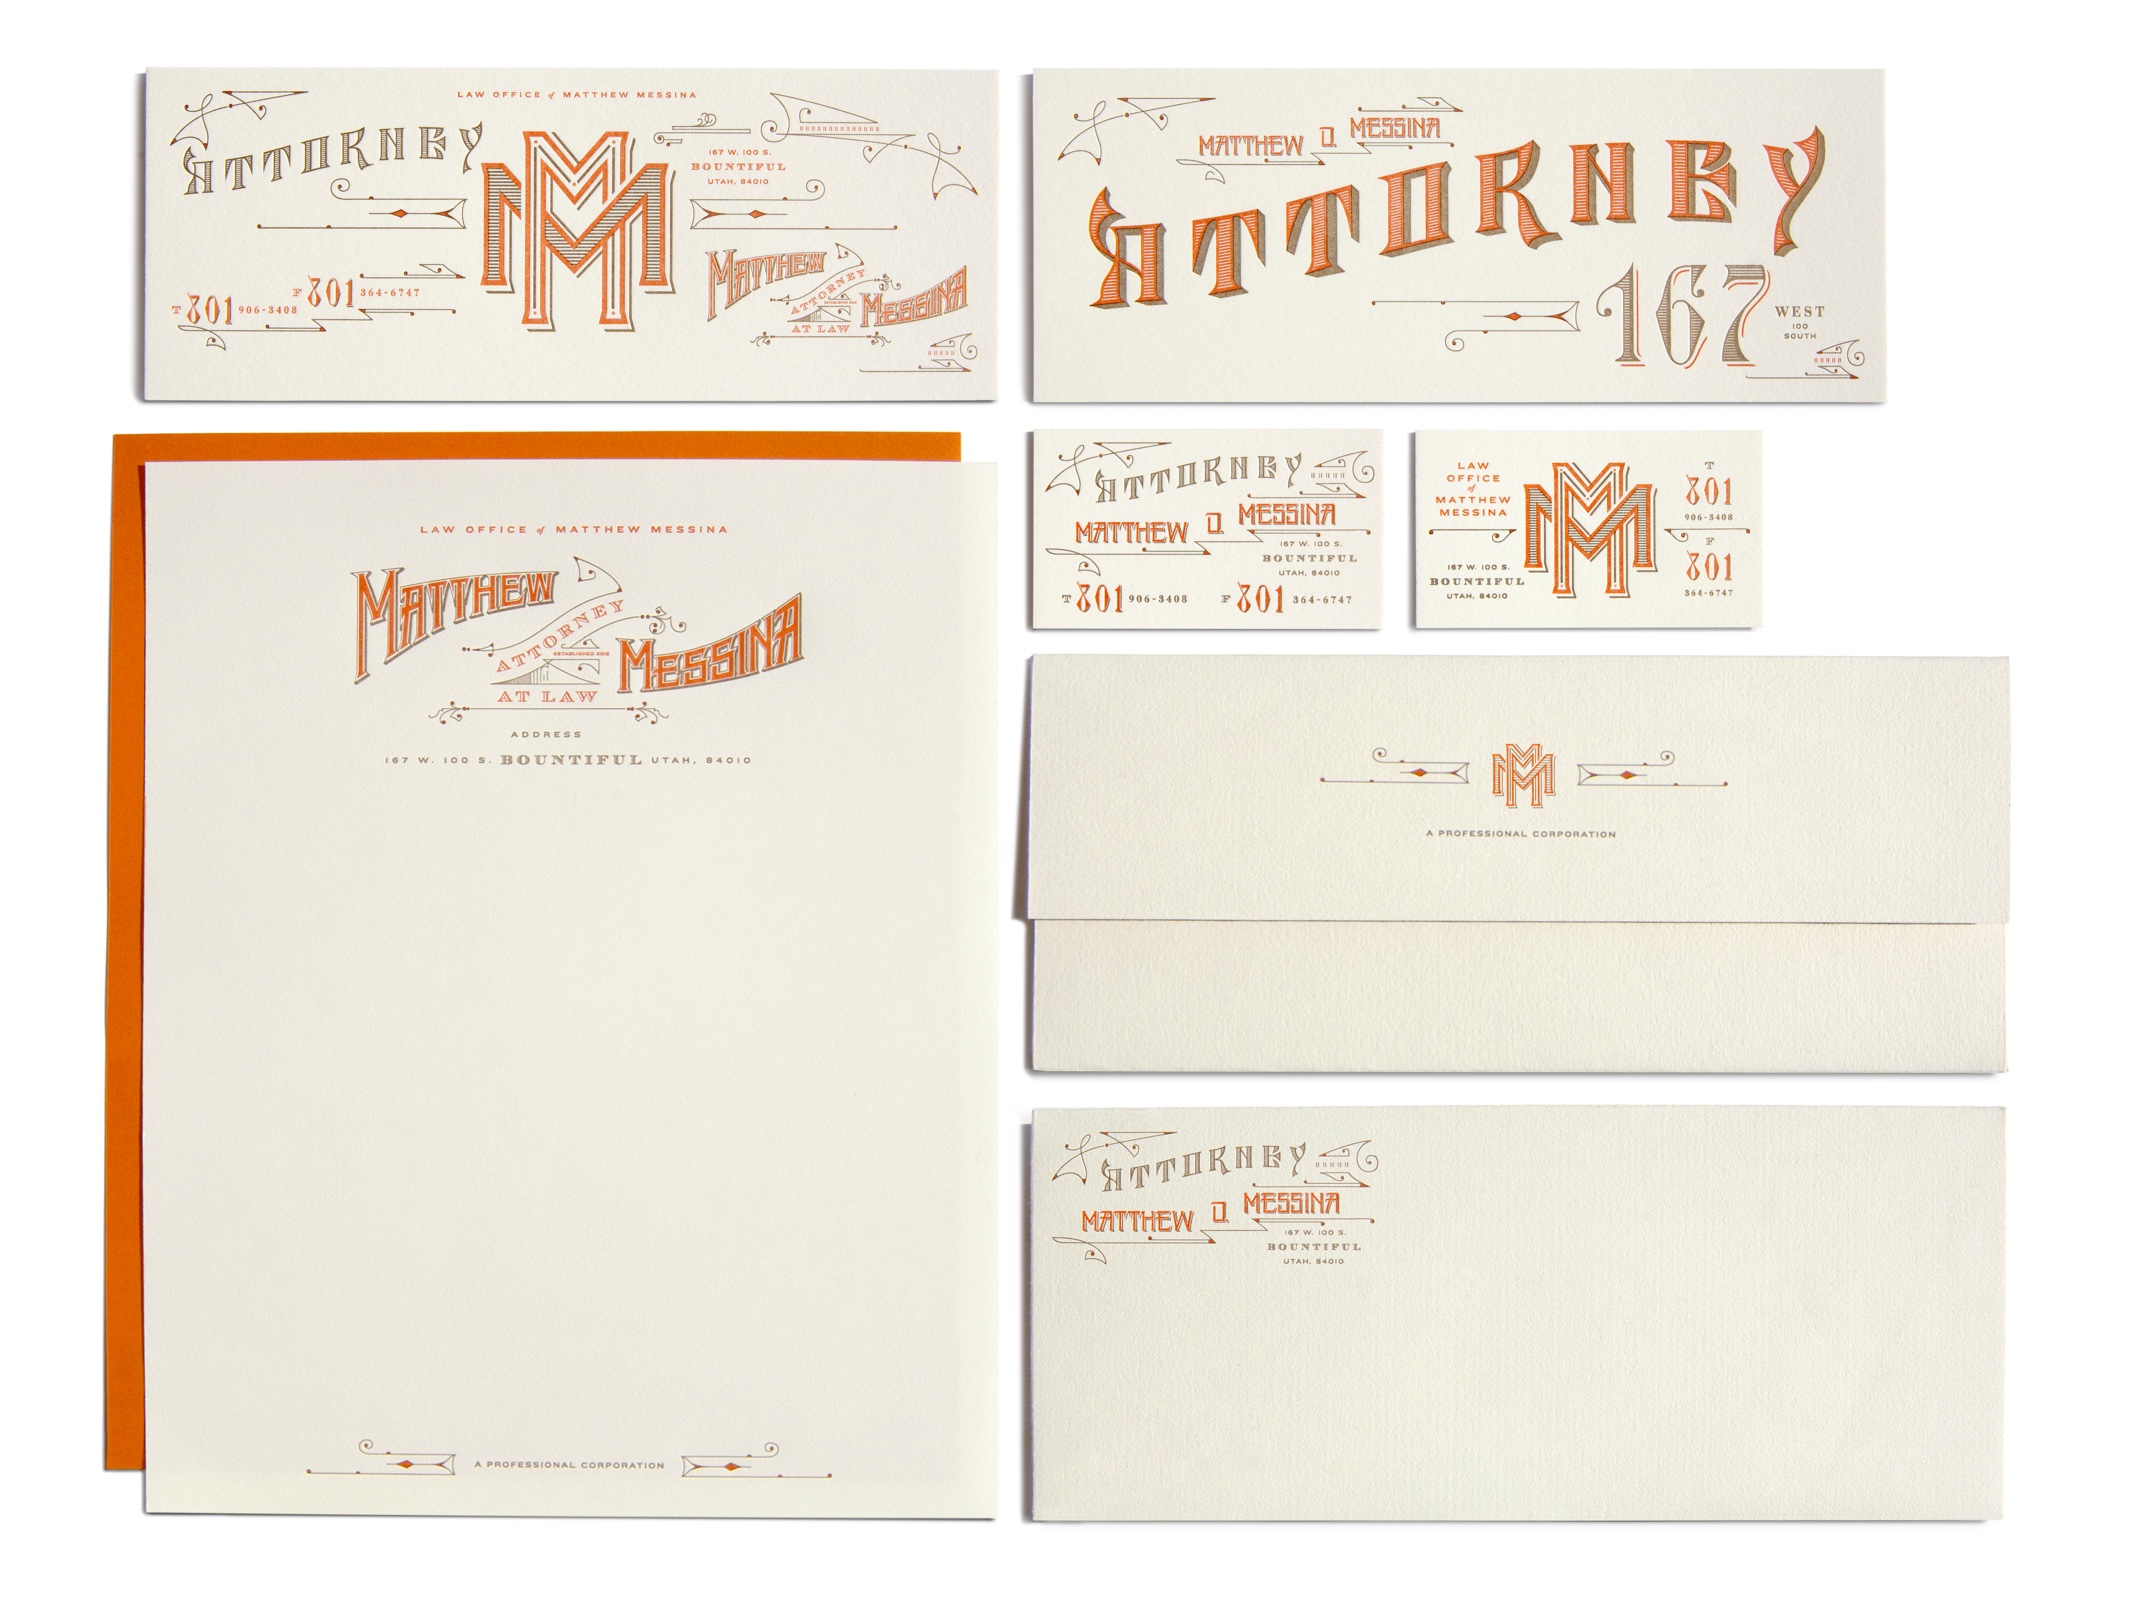 LAW OFFICE of MATTHEW MESSINA
ATTORNEY
MM
167 W. 100 S.
BOUNTIFUL
UTAH, 84010
T 801 906-3408
F 801 364-6747
MATTHEW
ATTORNEY
ESTABLISHED 2012
AT LAW
MESSINA
MATTHEW D. MESSINA
ATTORNEY
167 WEST
100
SOUTH
LAW OFFICE of MATTHEW MESSINA
MATTHEW
ATTORNEY
ESTABLISHED 2012
AT LAW
MESSINA
ADDRESS
167 W. 100 S. BOUNTIFUL UTAH, 84010
A PROFESSIONAL CORPORATION
ATTORNEY
MATTHEW D. MESSINA
167 W. 100 S.
BOUNTIFUL
UTAH, 84010
T 801 906-3408 F 801 364-6747
LAW
OFFICE
of
MATTHEW
MESSINA
167 W. 100 S.
BOUNTIFUL
UTAH, 84010
MM
T
801
906-3408
F
801
364-6747
MM
A PROFESSIONAL CORPORATION
ATTORNEY
MATTHEW D. MESSINA
167 W. 100 S.
BOUNTIFUL
UTAH, 84010